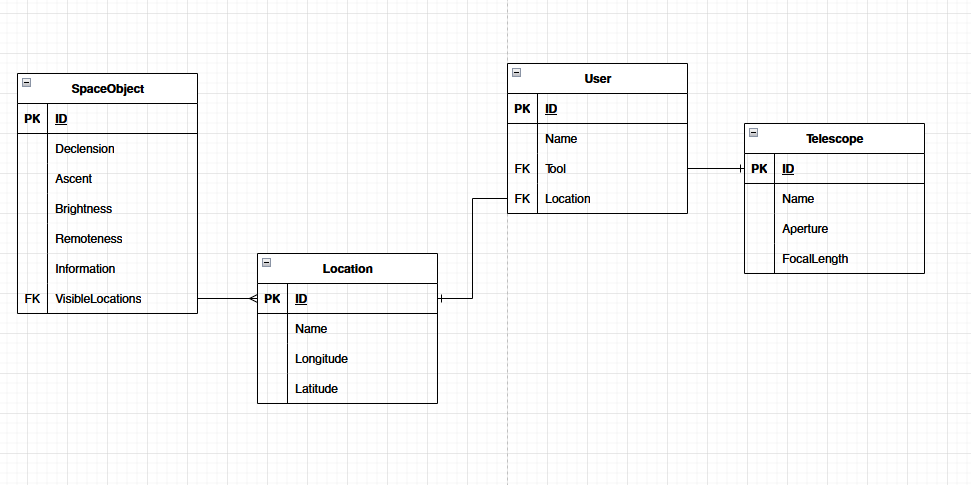 SpaceObject
PK ID
Declension
Ascent
Brightness
Remoteness
Information
FK VisibleLocations
Location
PK ID
Name
Longitude
Latitude
User
PK ID
Name
FK Tool
FK Location
Telescope
PK ID
Name
Aperture
FocalLength